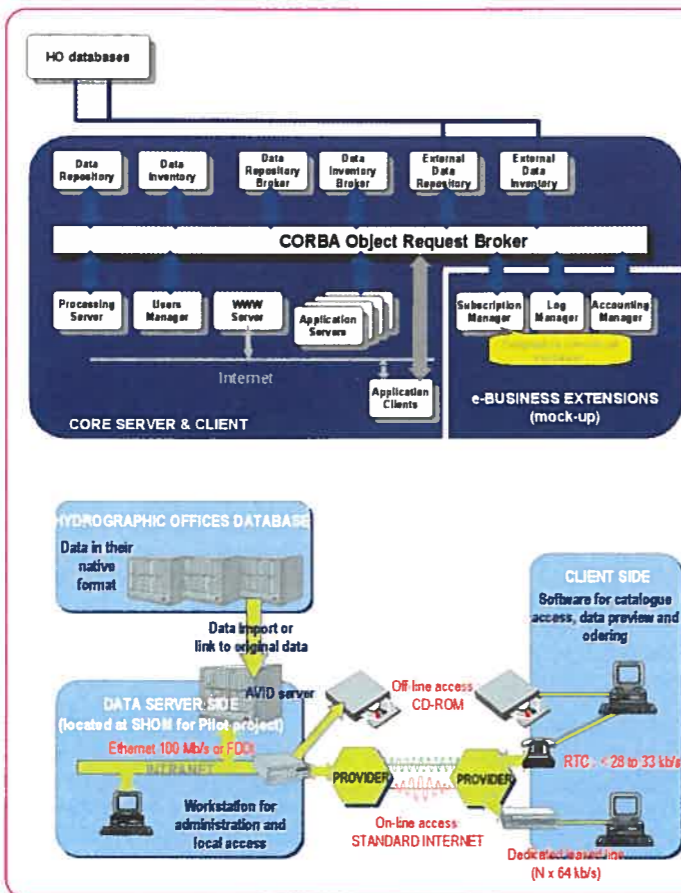 HO databases
Data
Repository
Data
Inventory
Data
Repository
Broker
Data
Inventory
Broker
External
Data
Repository
External
Data
Inventory
CORBA Object Request Broker
Processing
Server
Users
Manager
WWW
Server
Application
Servers
Subscription
Manager
Log
Manager
Accounting
Manager
Internet
Application
Clients
e-BUSINESS EXTENSIONS
(mock-up)
CORE SERVER & CLIENT
HYDROGRAPHIC OFFICES DATABASE
Data in their
native
format
Data import or
link to original data
AVID server
DATA SERVER SIDE
(located at SHOM for Pilot project)
Ethernet 100 Mb/s or FDDI
INTRANET
Workstation for
administration and
local access
Off-line access
CD-ROM
PROVIDER
PROVIDER
On-line access
STANDARD INTERNET
CLIENT SIDE
Software for catalogue
access, data preview and
odering
RTC : < 28 to 33 kb/s
Dedicated leased line
(N x 64 kb/s)